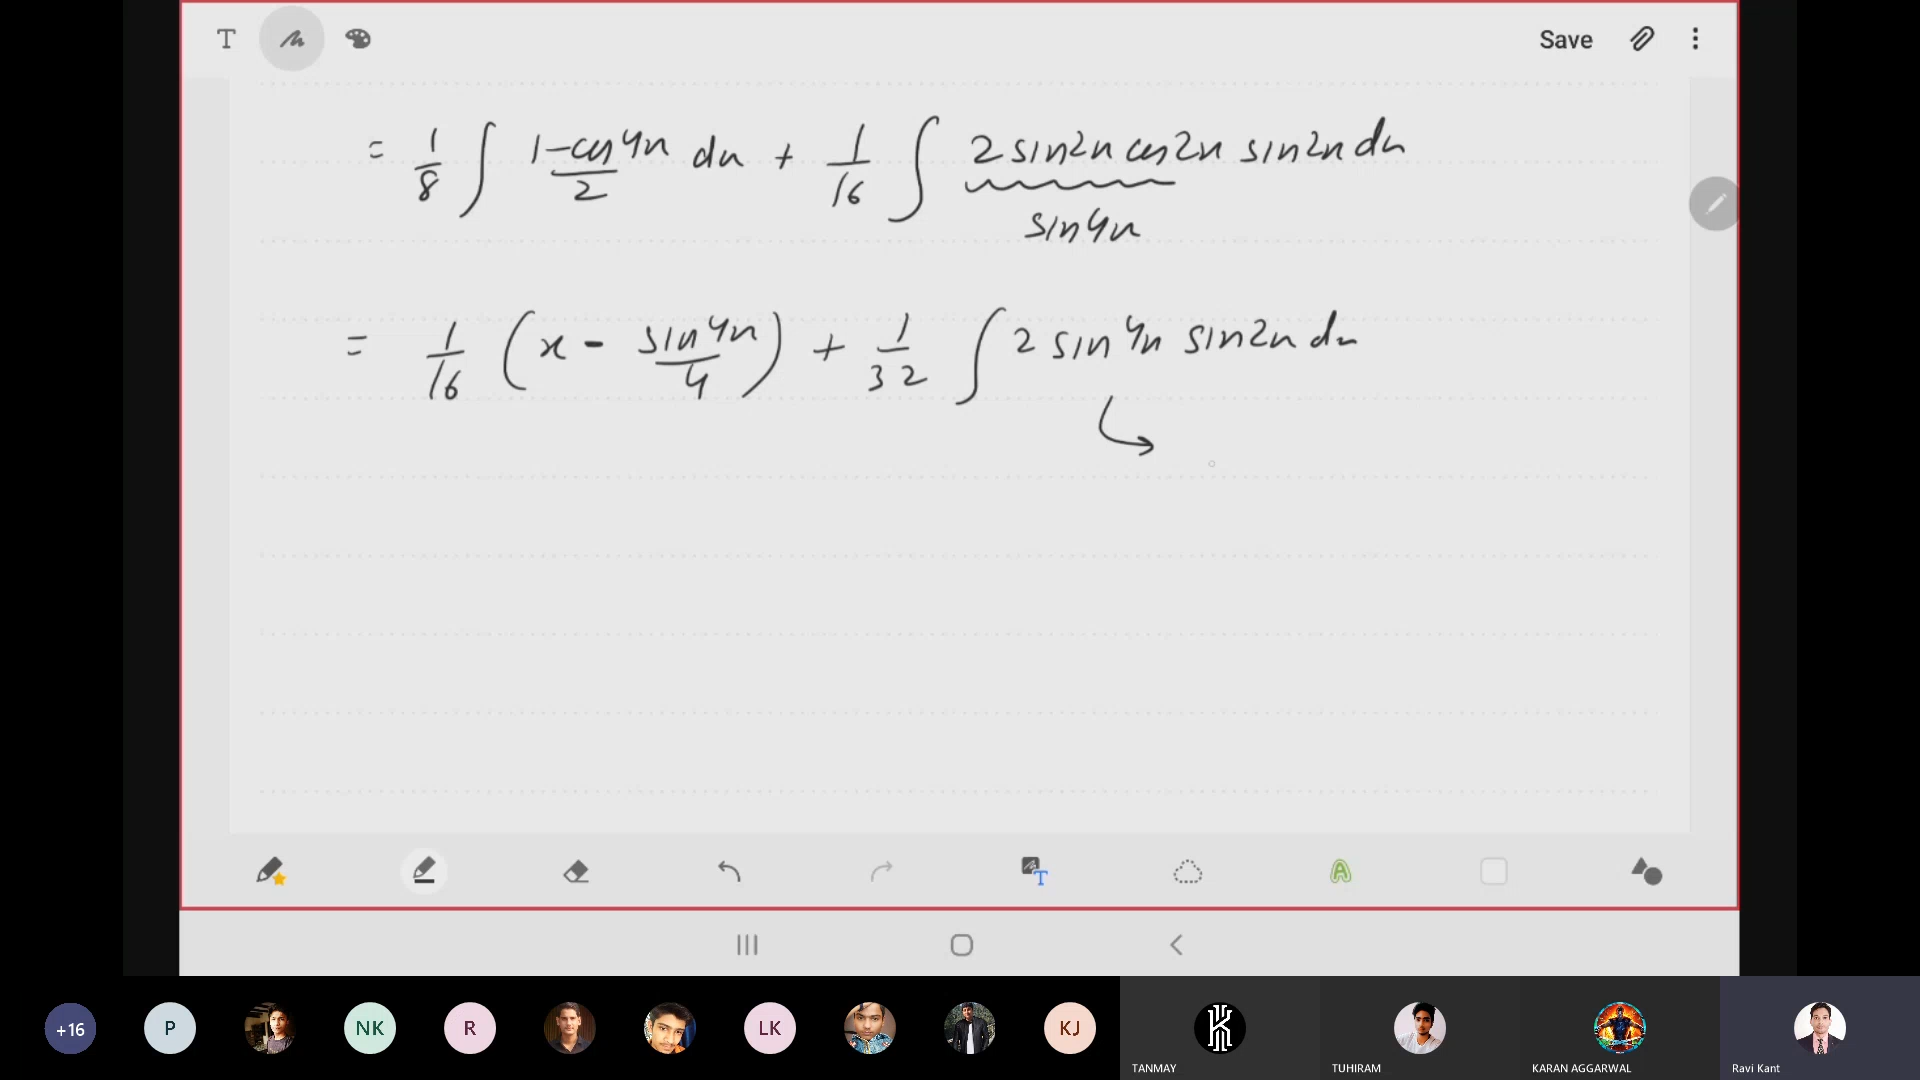 T Save
= 1/8 ∫ (1-cos4x)/2 dx + 1/16 ∫ 2 sin2x cos2x sin2x dx
sin4x
= 1/16 (x - sin4x/4) + 1/32 ∫ 2 sin4x sin2x dx
T A
+16 P NK R LK KJ
TANMAY TUHIRAM KARAN AGGARWAL Ravi Kant